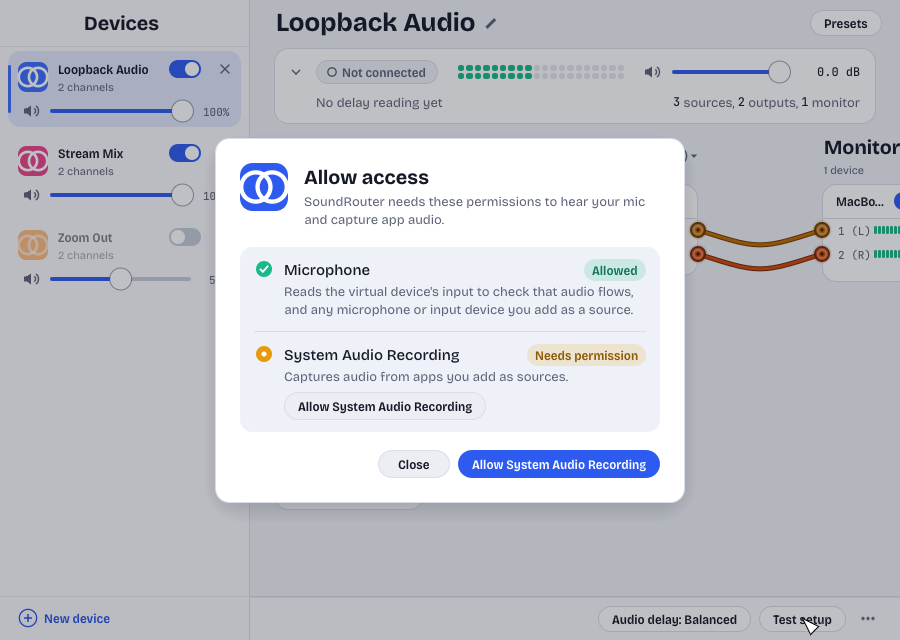 Devices
Loopback Audio
2 channels
100%
Stream Mix
2 channels
10
Zoom Out
2 channels
5
New device
Loopback Audio
Presets
Not connected
0.0 dB
No delay reading yet
3 sources, 2 outputs, 1 monitor
Monitor
1 device
MacBo...
1 (L)
2 (R)
Allow access
SoundRouter needs these permissions to hear your mic
and capture app audio.
Microphone
Allowed
Reads the virtual device's input to check that audio flows,
and any microphone or input device you add as a source.
System Audio Recording
Needs permission
Captures audio from apps you add as sources.
Allow System Audio Recording
Close
Allow System Audio Recording
Audio delay: Balanced
Test setup